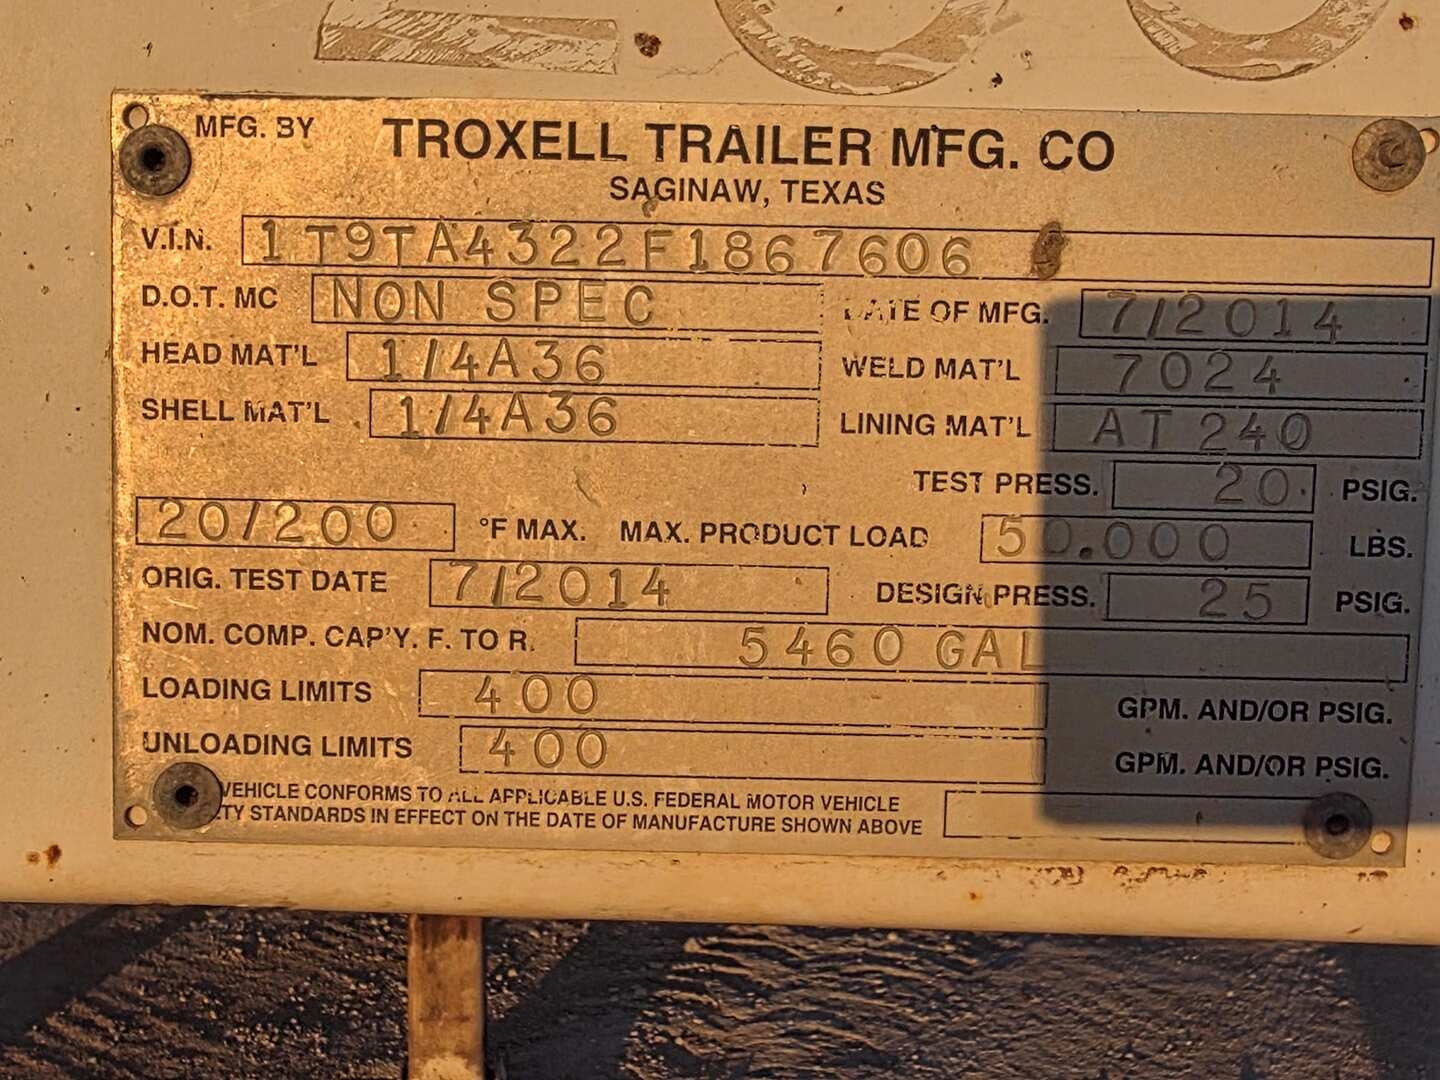 MFG. BY TROXELL TRAILER MFG. CO
SAGINAW, TEXAS
V.I.N. 1T9TA4322F1867606
D.O.T. MC NON SPEC DATE OF MFG. 7/2014
HEAD MAT'L 1/4A36 WELD MAT'L 7024
SHELL MAT'L 1/4A36 LINING MAT'L AT 240
TEST PRESS. 20 PSIG.
20/200 °F MAX. MAX. PRODUCT LOAD 50.000 LBS.
ORIG. TEST DATE 7/2014 DESIGN PRESS. 25 PSIG.
NOM. COMP. CAP'Y. F. TO R. 5460 GAL
LOADING LIMITS 400 GPM. AND/OR PSIG.
UNLOADING LIMITS 400 GPM. AND/OR PSIG.
VEHICLE CONFORMS TO ALL APPLICABLE U.S. FEDERAL MOTOR VEHICLE
TY STANDARDS IN EFFECT ON THE DATE OF MANUFACTURE SHOWN ABOVE